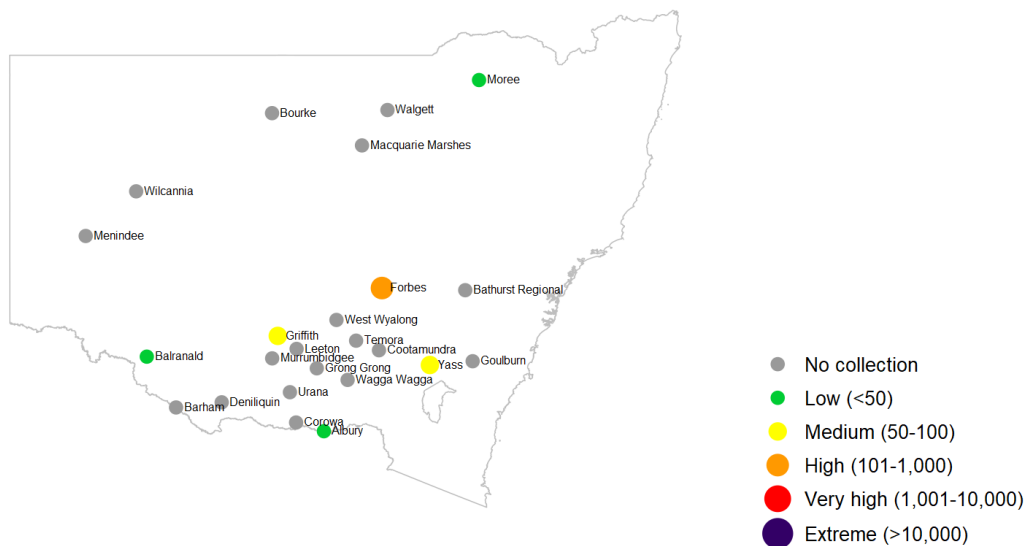 Moree
Walgett
Bourke
Macquarie Marshes
Wilcannia
Menindee
Forbes
Bathurst Regional
West Wyalong
Griffith
Temora
Leeton
Cootamundra
Balranald
Murrumbidgee
Goulburn
Yass
Grong Grong
Wagga Wagga
Urana
Deniliquin
Barham
Corowa
Albury
No collection
Low (<50)
Medium (50-100)
High (101-1,000)
Very high (1,001-10,000)
Extreme (>10,000)